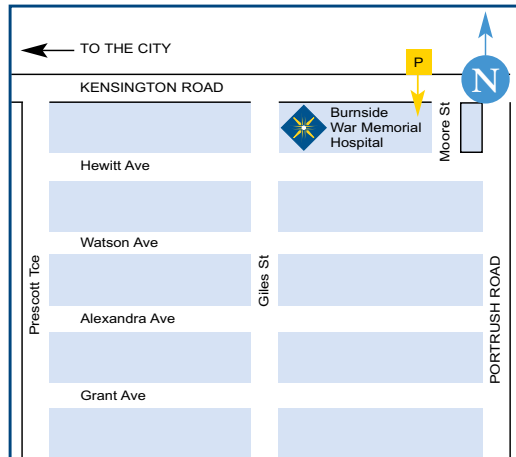 TO THE CITY
P
N
KENSINGTON ROAD
Burnside
War Memorial
Hospital
Moore St
Hewitt Ave
Watson Ave
Prescott Tce
Giles St
PORTRUSH ROAD
Alexandra Ave
Grant Ave